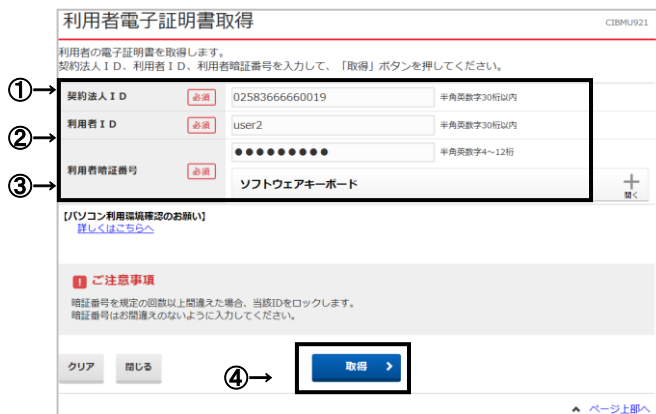 利用者電子証明書取得
CIBMU921
利用者の電子証明書を取得します。
契約法人ＩＤ、利用者ＩＤ、利用者暗証番号を入力して、「取得」ボタンを押してください。
①→ 契約法人ＩＤ 必須 02583666660019 半角英数字30桁以内
②→ 利用者ＩＤ 必須 user2 半角英数字30桁以内
③→ 利用者暗証番号 必須 ●●●●●●●●● 半角英数字4～12桁
ソフトウェアキーボード ＋ 開く
【パソコン利用環境確認のお願い】
詳しくはこちらへ
! ご注意事項
暗証番号を規定の回数以上間違えた場合、当該IDをロックします。
暗証番号はお間違えのないように入力してください。
クリア 閉じる ④→ 取得 >
ページ上部へ